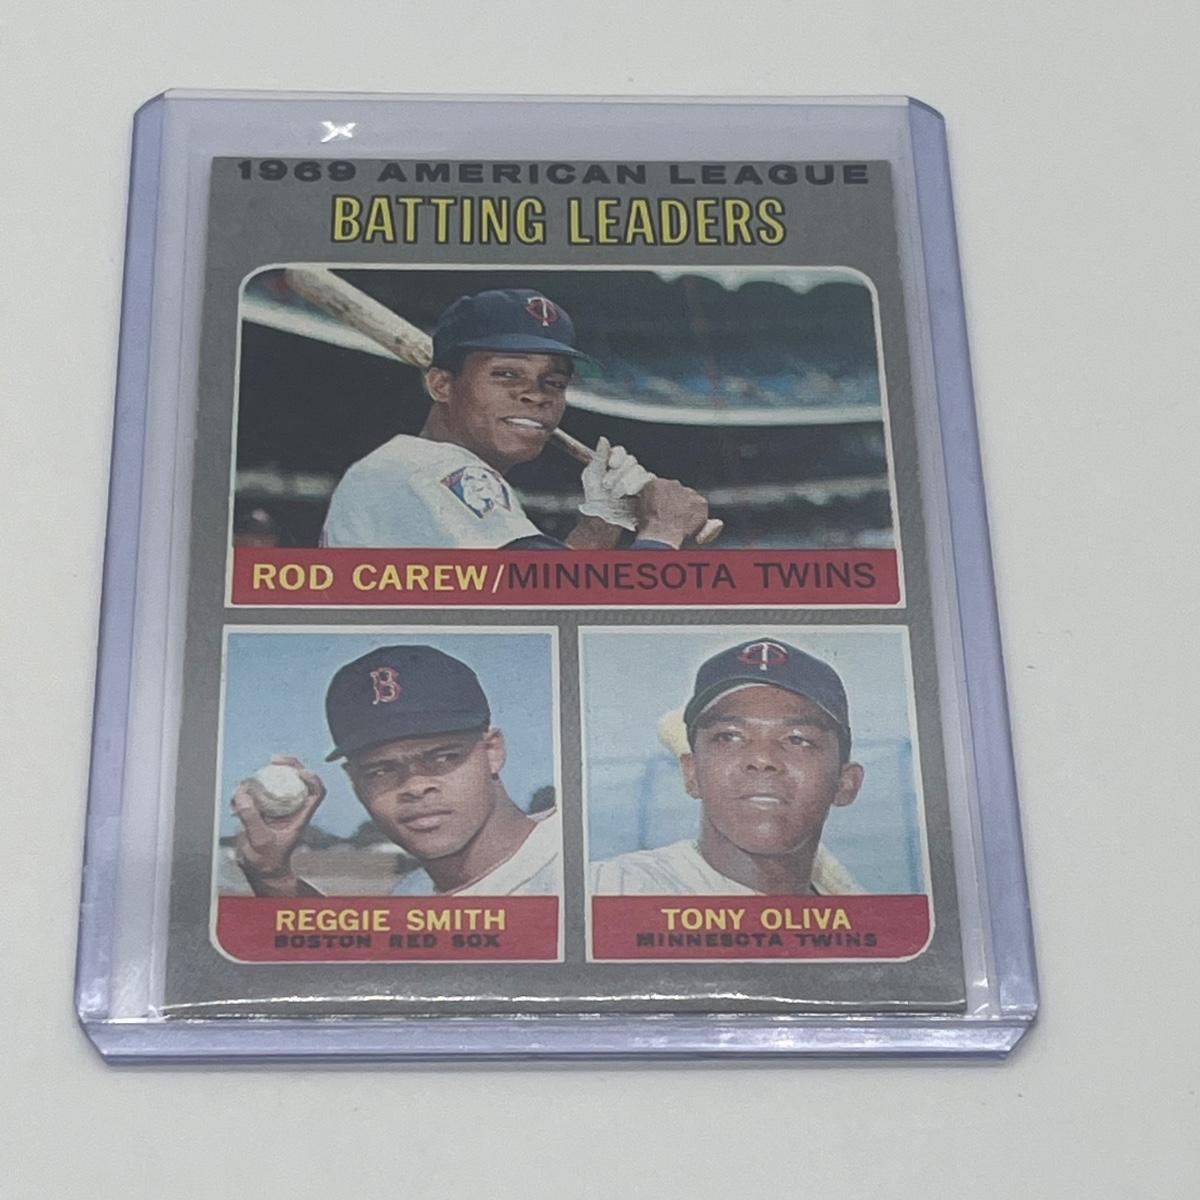 1969 AMERICAN LEAGUE
BATTING LEADERS
ROD CAREW/MINNESOTA TWINS
REGGIE SMITH
BOSTON RED SOX
TONY OLIVA
MINNESOTA TWINS